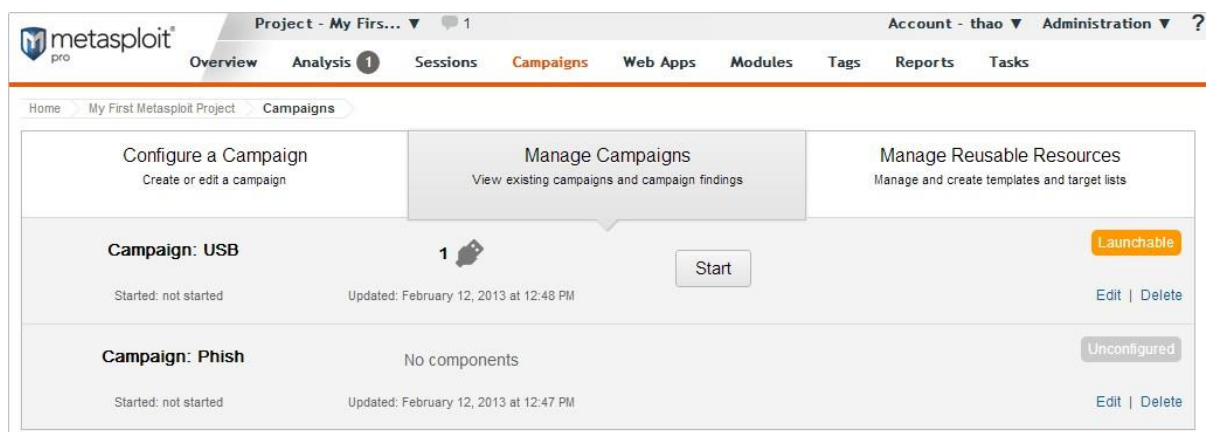 metasploit®
pro
Project - My Firs... ▼ 1
Account - thao ▼ Administration ▼ ?
Overview Analysis 1 Sessions Campaigns Web Apps Modules Tags Reports Tasks
Home My First Metasploit Project Campaigns
Configure a Campaign
Create or edit a campaign
Manage Campaigns
View existing campaigns and campaign findings
Manage Reusable Resources
Manage and create templates and target lists
Campaign: USB
1
Start
Launchable
Started: not started
Updated: February 12, 2013 at 12:48 PM
Edit | Delete
Campaign: Phish
No components
Unconfigured
Started: not started
Updated: February 12, 2013 at 12:47 PM
Edit | Delete